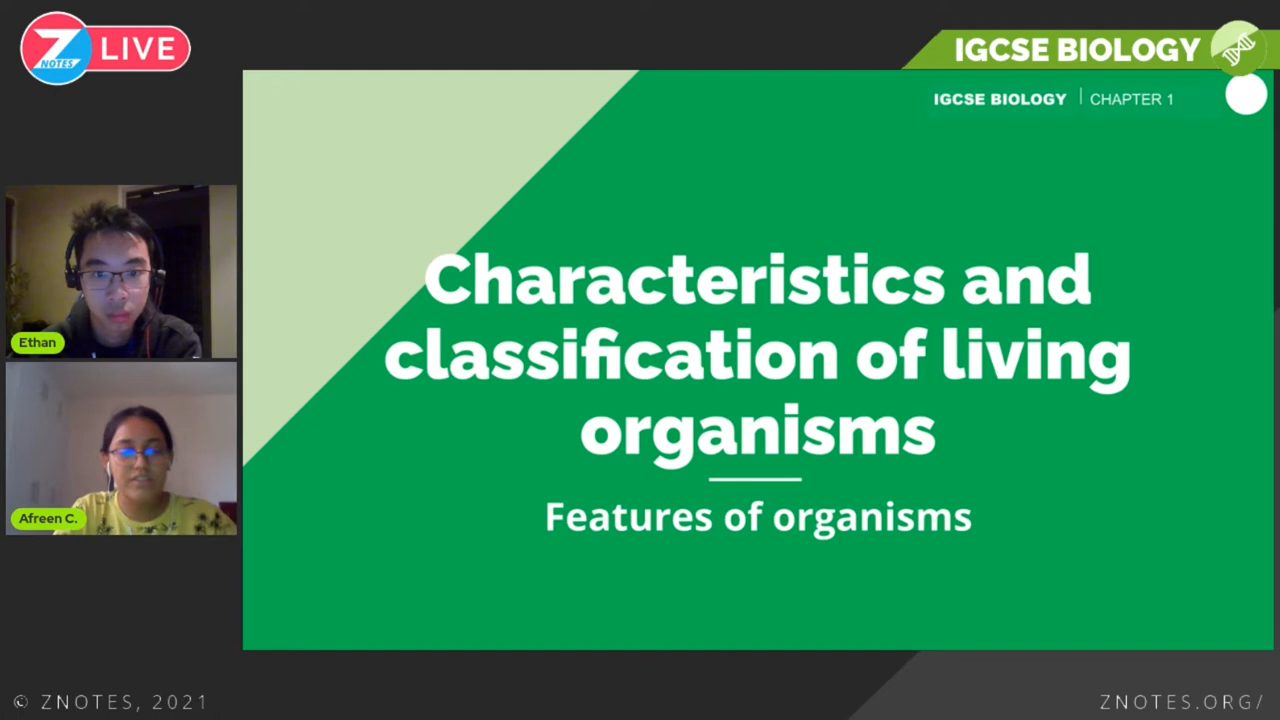 Z NOTES LIVE
IGCSE BIOLOGY
IGCSE BIOLOGY | CHAPTER 1
Characteristics and
classification of living
organisms
Features of organisms
Ethan
Afreen C.
© ZNOTES, 2021
ZNOTES.ORG/